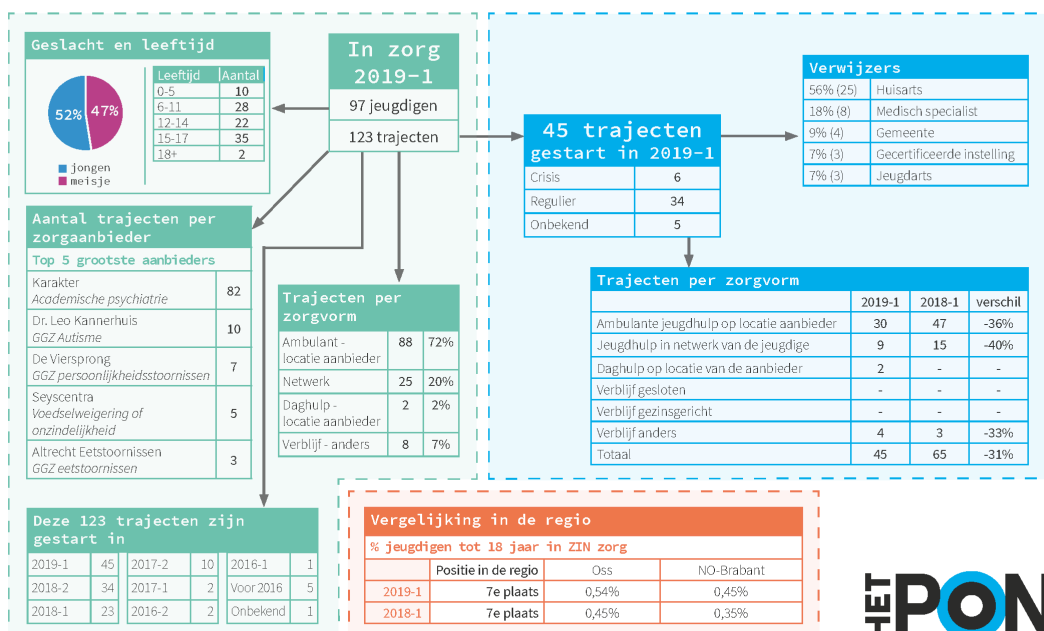 Geslacht en leeftijd
52% 47%
jongen
meisje
Leeftijd Aantal
0-5 10
6-11 28
12-14 22
15-17 35
18+ 2
In zorg
2019-1
97 jeugdigen
123 trajecten
Aantal trajecten per
zorgaanbieder
Top 5 grootste aanbieders
Karakter
Academische psychiatrie 82
Dr. Leo Kannerhuis
GGZ Autisme 10
De Viersprong
GGZ persoonlijkheidsstoornissen 7
Seyscentra
Voedselweigering of
onzindelijkheid 5
Altrecht Eetstoornissen
GGZ eetstoornissen 3
Trajecten per
zorgvorm
Ambulant -
locatie aanbieder 88 72%
Netwerk 25 20%
Daghulp -
locatie aanbieder 2 2%
Verblijf - anders 8 7%
Deze 123 trajecten zijn
gestart in
2019-1 45 2017-2 10 2016-1 1
2018-2 34 2017-1 2 Voor 2016 5
2018-1 23 2016-2 2 Onbekend 1
45 trajecten
gestart in 2019-1
Crisis 6
Regulier 34
Onbekend 5
Verwijzers
56% (25) Huisarts
18% (8) Medisch specialist
9% (4) Gemeente
7% (3) Gecertificeerde instelling
7% (3) Jeugdarts
Trajecten per zorgvorm
2019-1 2018-1 verschil
Ambulante jeugdhulp op locatie aanbieder 30 47 -36%
Jeugdhulp in netwerk van de jeugdige 9 15 -40%
Daghulp op locatie van de aanbieder 2 - -
Verblijf gesloten - - -
Verblijf gezinsgericht - - -
Verblijf anders 4 3 -33%
Totaal 45 65 -31%
Vergelijking in de regio
% jeugdigen tot 18 jaar in ZIN zorg
Positie in de regio Oss NO-Brabant
2019-1 7e plaats 0,54% 0,45%
2018-1 7e plaats 0,45% 0,35%
HET
PON